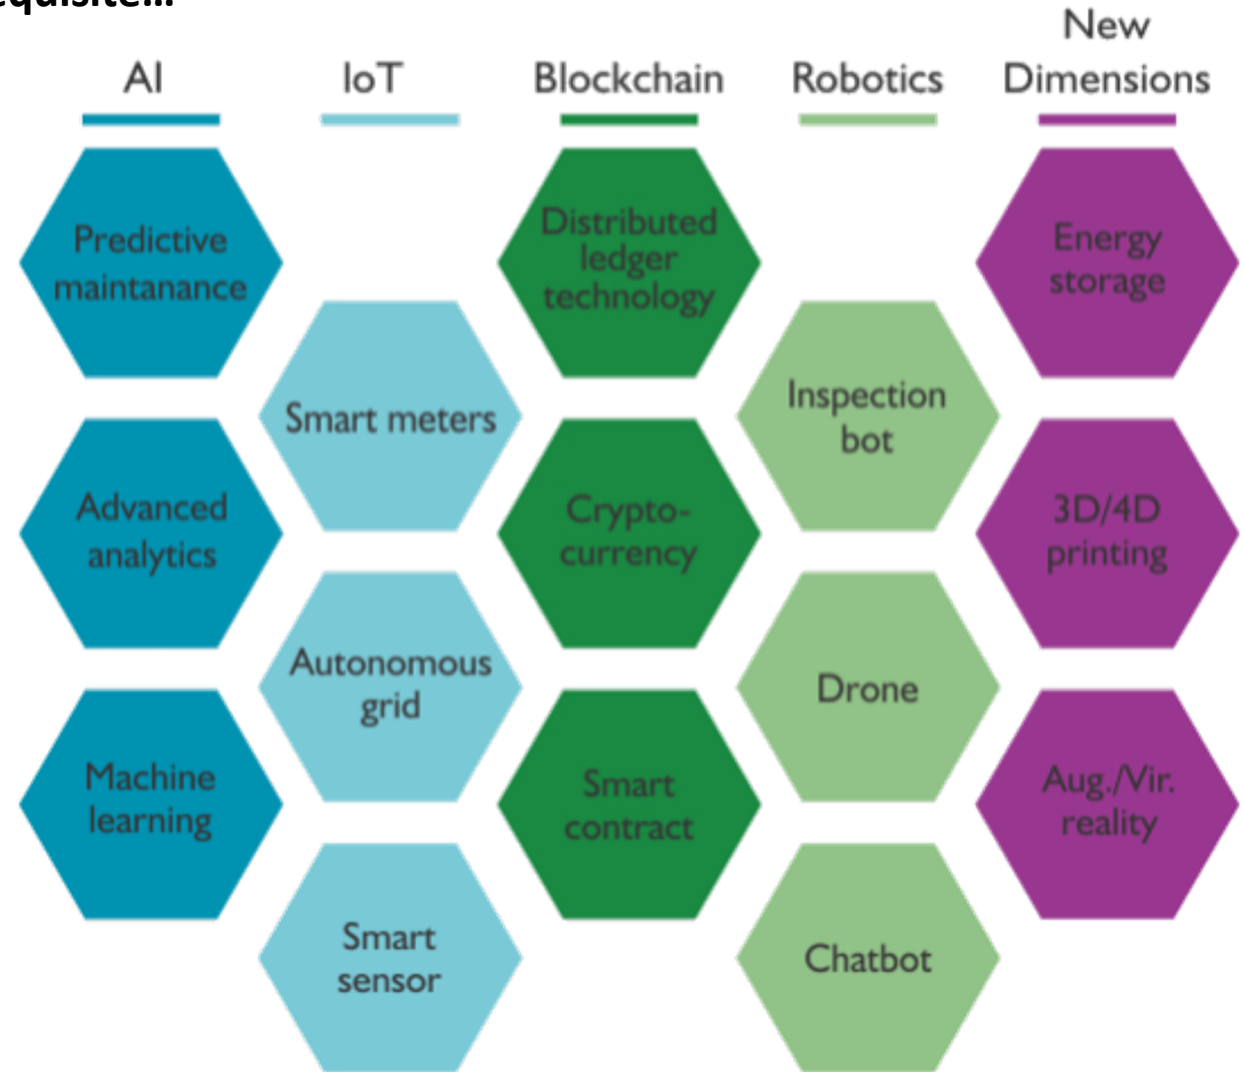 equisite...
AI
IoT
Blockchain
Robotics
New
Dimensions
Predictive
maintanance
Advanced
analytics
Machine
learning
Smart meters
Autonomous
grid
Smart
sensor
Distributed
ledger
technology
Crypto-
currency
Smart
contract
Inspection
bot
Drone
Chatbot
Energy
storage
3D/4D
printing
Aug./Vir.
reality